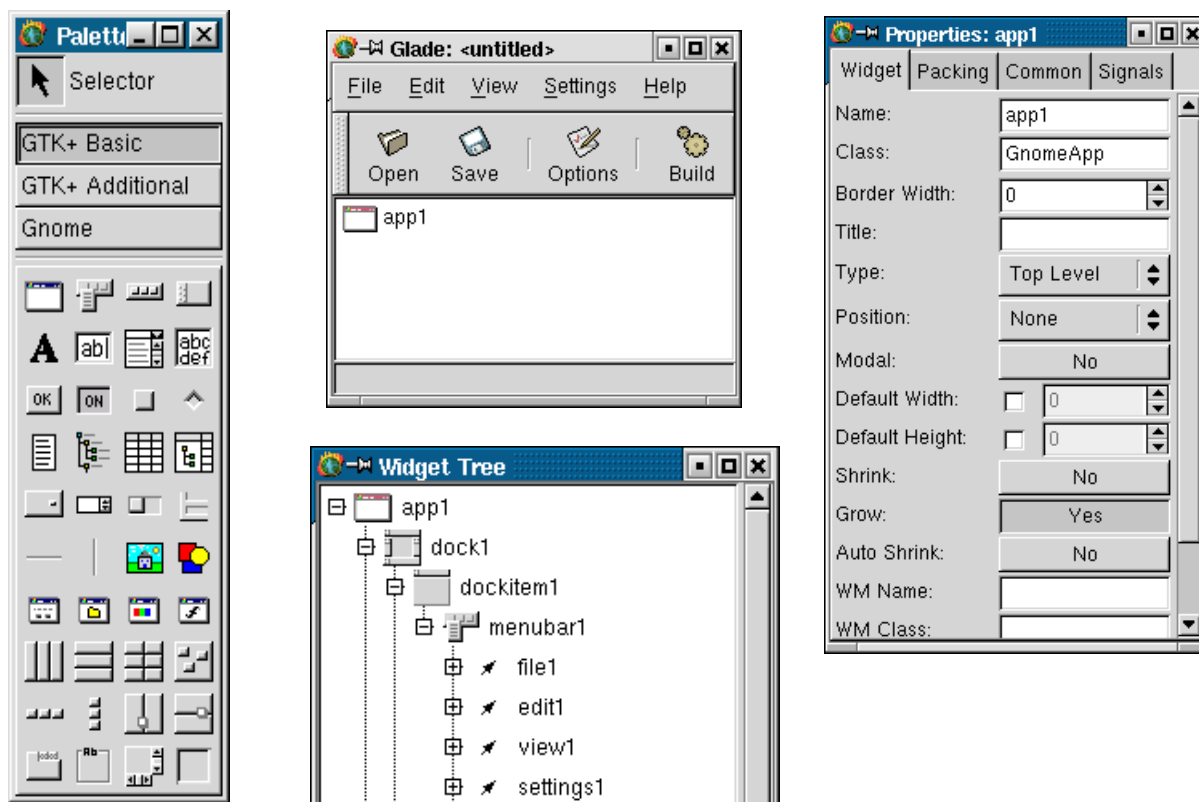 Palett
Selector
GTK+ Basic
GTK+ Additional
Gnome
A ab| abc def
OK ON
Ab
Glade: <untitled>
File Edit View Settings Help
Open Save Options Build
app1
Widget Tree
app1
dock1
dockitem1
menubar1
file1
edit1
view1
settings1
Properties: app1
Widget Packing Common Signals
Name: app1
Class: GnomeApp
Border Width: 0
Title:
Type: Top Level
Position: None
Modal: No
Default Width: 0
Default Height: 0
Shrink: No
Grow: Yes
Auto Shrink: No
WM Name:
WM Class: